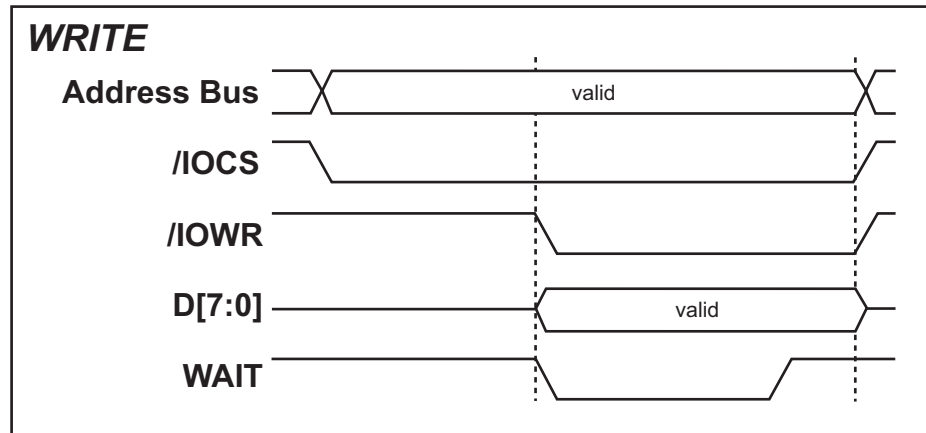 WRITE
Address Bus
valid
/IOCS
/IOWR
D[7:0]
valid
WAIT